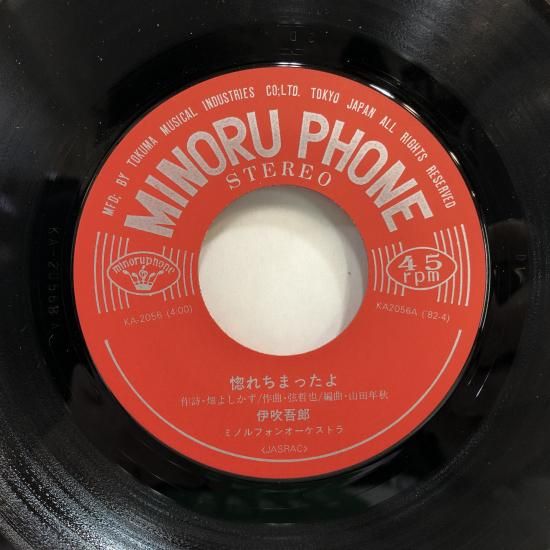 MFD; BY TOKUMA MUSICAL INDUSTRIES CO;LTD. TOKYO JAPAN ALL RIGHTS RESERVED
MINORU PHONE
STEREO
minoruphone
45
rpm
KA-2056 (4:00)
KA2056A ('82-4)
惚れちまったよ
作詩・畑よしかず/作曲・弦哲也/編曲・山田年秋
伊吹吾郎
ミノルフォンオーケストラ
<JASRAC>